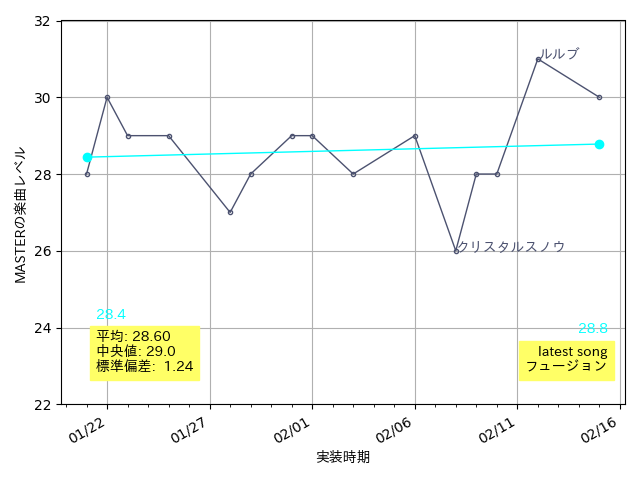 32
30
28
26
24
22
MASTERの楽曲レベル
ルルブ
クリスタルスノウ
28.4
28.8
平均: 28.60
中央値: 29.0
標準偏差: 1.24
latest song
フュージョン
01/22
01/27
02/01
02/06
02/11
02/16
実装時期